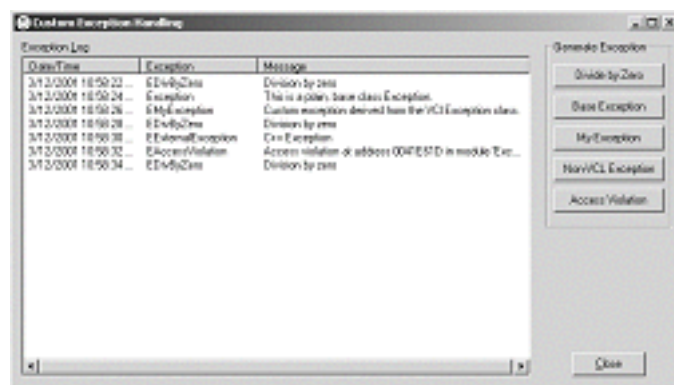 Custom Exception Handling
Exception Log
Date/Time Exception Message
3/12/2001 10:58:22 ... EDivByZero Division by zero
3/12/2001 10:58:24 ... Exception This is a plain, base class Exception.
3/12/2001 10:58:26 ... EMyException Custom exception derived from the VCL Exception class.
3/12/2001 10:58:28 ... EDivByZero Division by zero
3/12/2001 10:58:30 ... EExternalException C++ Exception
3/12/2001 10:58:32 ... EAccessViolation Access violation at address in module 'Exc...
3/12/2001 10:58:34 ... EDivByZero Division by zero
Generate Exception
Divide by Zero
Base Exception
My Exception
Non-VCL Exception
Access Violation
Close